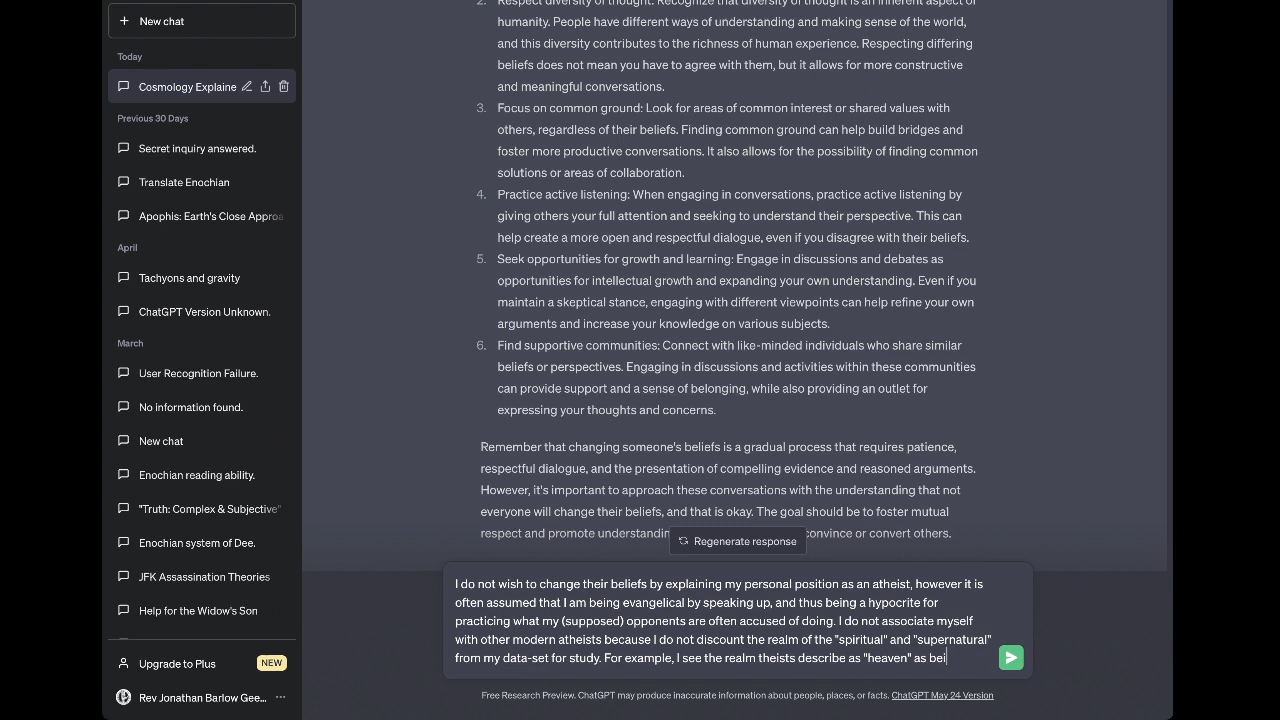 New chat
Today
Cosmology Explaine
Previous 30 Days
Secret inquiry answered.
Translate Enochian
Apophis: Earth's Close Approa
April
Tachyons and gravity
ChatGPT Version Unknown.
March
User Recognition Failure.
No information found.
New chat
Enochian reading ability.
"Truth: Complex & Subjective"
Enochian system of Dee.
JFK Assassination Theories
Help for the Widow's Son
Upgrade to Plus NEW
Rev Jonathan Barlow Gee... ...
2. Respect diversity of thought: Recognize that diversity of thought is an inherent aspect of
humanity. People have different ways of understanding and making sense of the world,
and this diversity contributes to the richness of human experience. Respecting differing
beliefs does not mean you have to agree with them, but it allows for more constructive
and meaningful conversations.
3. Focus on common ground: Look for areas of common interest or shared values with
others, regardless of their beliefs. Finding common ground can help build bridges and
foster more productive conversations. It also allows for the possibility of finding common
solutions or areas of collaboration.
4. Practice active listening: When engaging in conversations, practice active listening by
giving others your full attention and seeking to understand their perspective. This can
help create a more open and respectful dialogue, even if you disagree with their beliefs.
5. Seek opportunities for growth and learning: Engage in discussions and debates as
opportunities for intellectual growth and expanding your own understanding. Even if you
maintain a skeptical stance, engaging with different viewpoints can help refine your own
arguments and increase your knowledge on various subjects.
6. Find supportive communities: Connect with like-minded individuals who share similar
beliefs or perspectives. Engaging in discussions and activities within these communities
can provide support and a sense of belonging, while also providing an outlet for
expressing your thoughts and concerns.
Remember that changing someone's beliefs is a gradual process that requires patience,
respectful dialogue, and the presentation of compelling evidence and reasoned arguments.
However, it's important to approach these conversations with the understanding that not
everyone will change their beliefs, and that is okay. The goal should be to foster mutual
respect and promote understanding convince or convert others.
Regenerate response
I do not wish to change their beliefs by explaining my personal position as an atheist, however it is
often assumed that I am being evangelical by speaking up, and thus being a hypocrite for
practicing what my (supposed) opponents are often accused of doing. I do not associate myself
with other modern atheists because I do not discount the realm of the "spiritual" and "supernatural"
from my data-set for study. For example, I see the realm theists describe as "heaven" as bei
Free Research Preview. ChatGPT may produce inaccurate information about people, places, or facts. ChatGPT May 24 Version